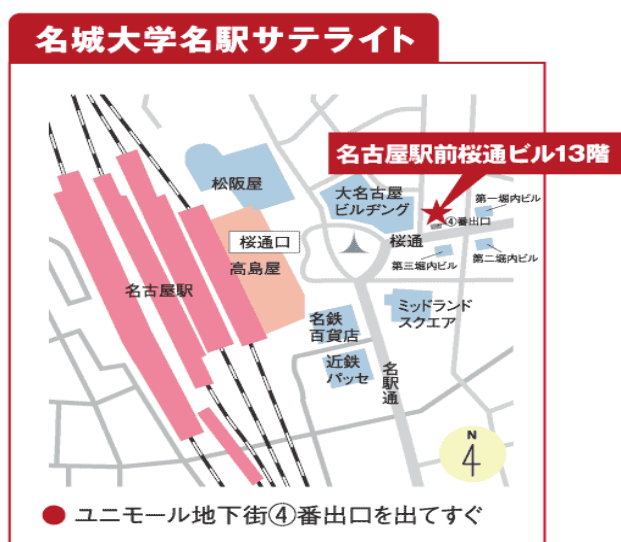 名城大学名駅サテライト
名古屋駅前桜通ビル13階
松阪屋
大名古屋
ビルヂング
第一堀内ビル
④番出口
桜通口
桜通
高島屋
第三堀内ビル
第二堀内ビル
名古屋駅
ミッドランド
スクエア
名鉄
百貨店
近鉄
パッセ
名駅通
N
● ユニモール地下街④番出口を出てすぐ